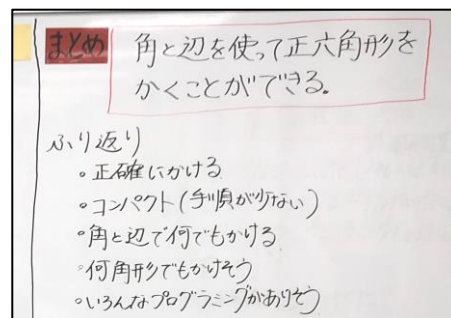 まとめ
角と辺を使って正六角形を
かくことができる。
ふり返り
・正確にかける
・コンパクト(手順が少ない)
・角と辺で何でもかける
・何角形でもかけそう
・いろんなプログラミングがありそう